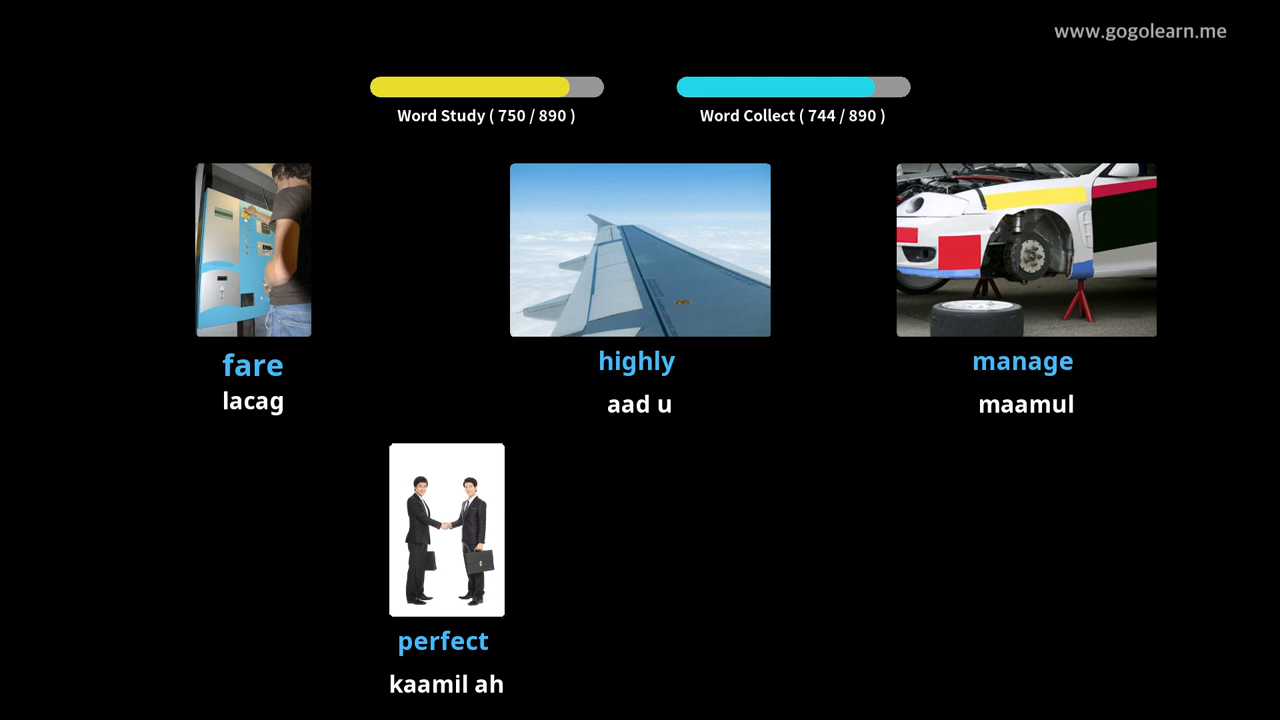 www.gogolearn.me
Word Study ( 750 / 890 )
Word Collect ( 744 / 890 )
fare
lacag
highly
aad u
manage
maamul
perfect
kaamil ah